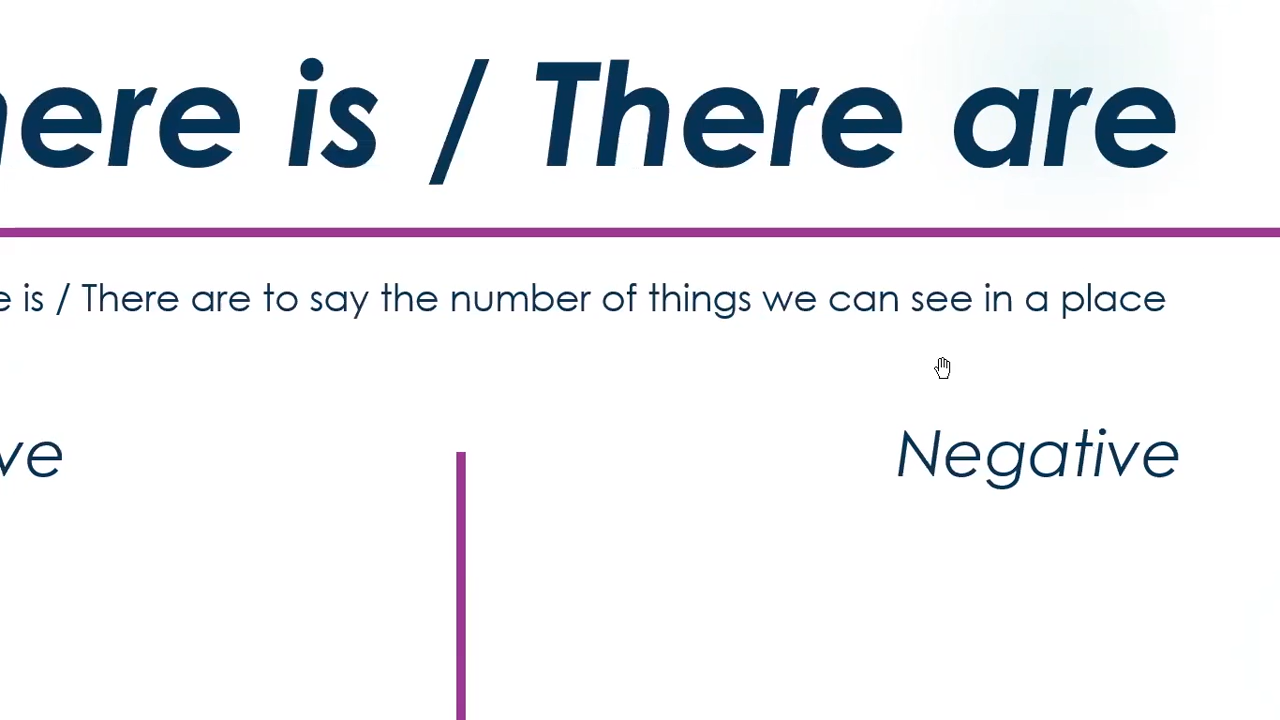 here is / There are
e is / There are to say the number of things we can see in a place
ve Negative